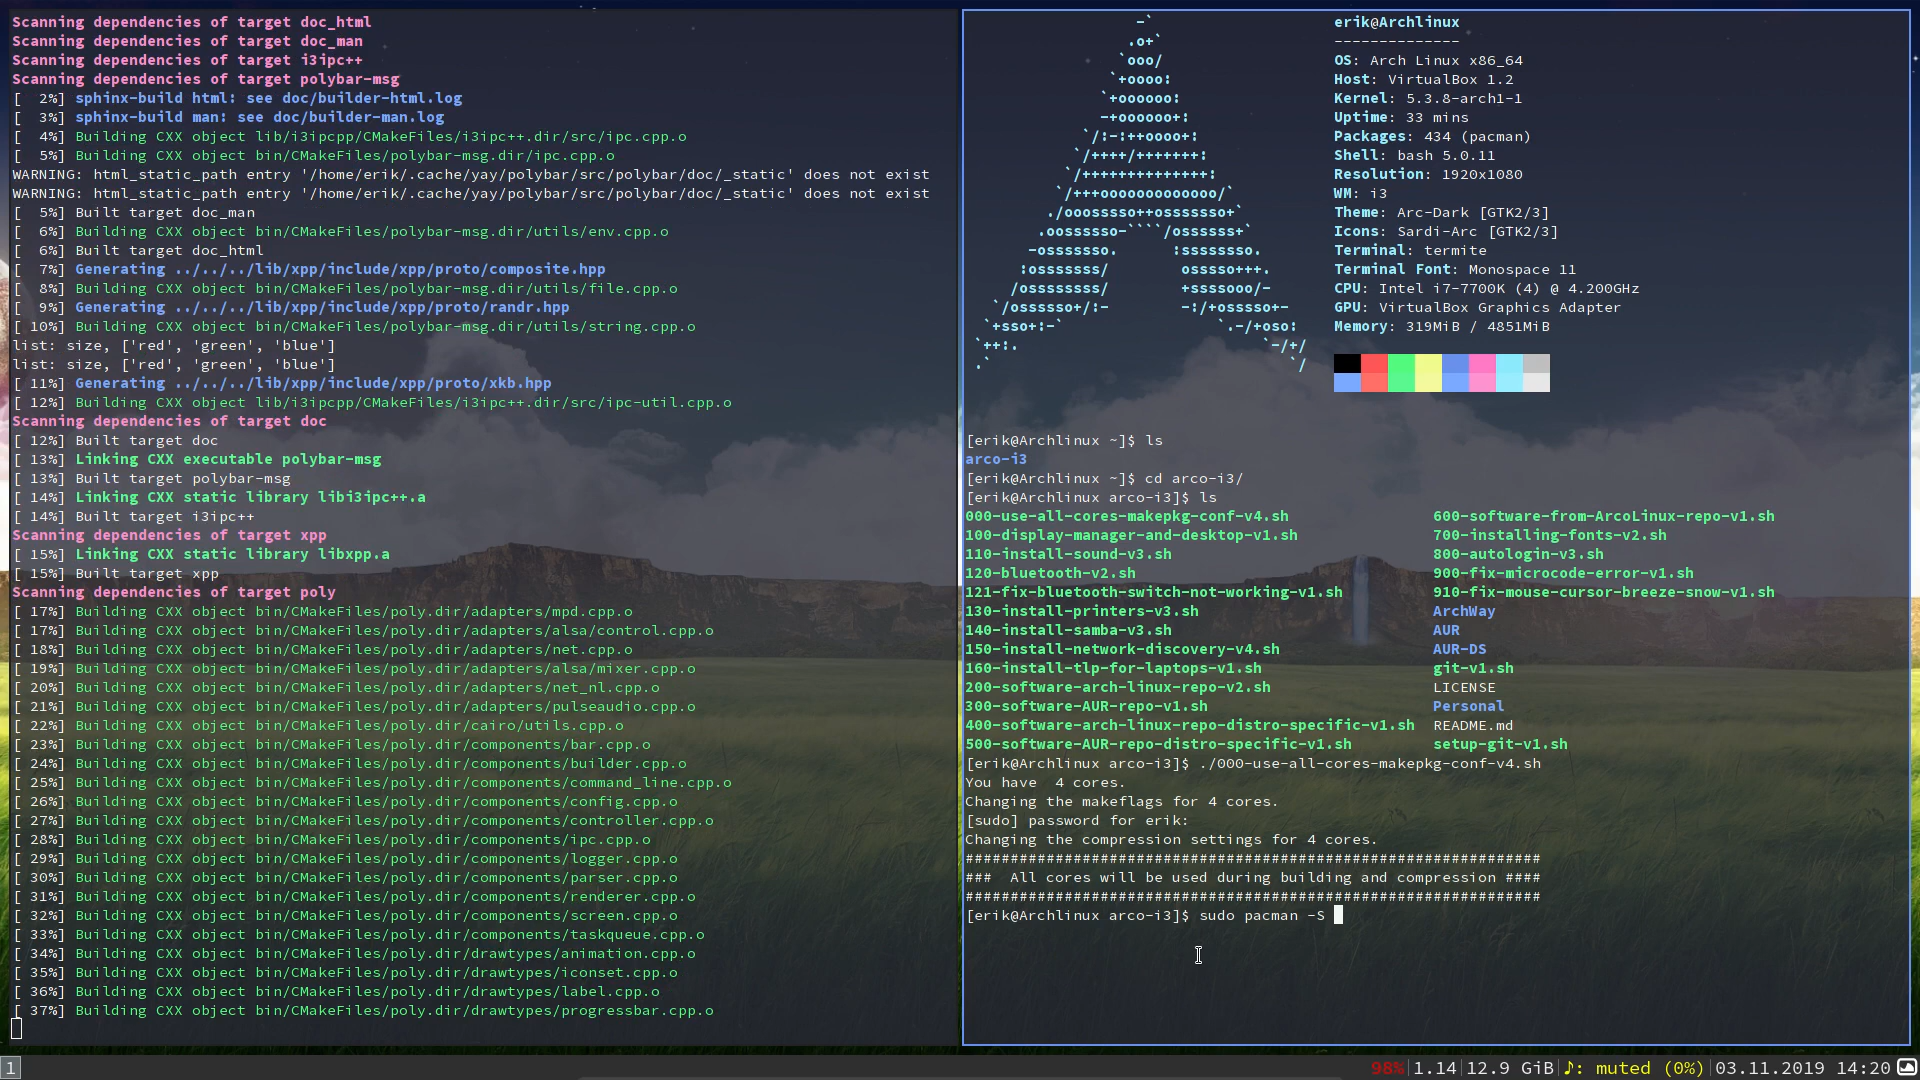 Scanning dependencies of target doc_html
Scanning dependencies of target doc_man
Scanning dependencies of target i3ipc++
Scanning dependencies of target polybar-msg
[  2%] sphinx-build html: see doc/builder-html.log
[  3%] sphinx-build man: see doc/builder-man.log
[  4%] Building CXX object lib/i3ipcpp/CMakeFiles/i3ipc++.dir/src/ipc.cpp.o
[  5%] Building CXX object bin/CMakeFiles/polybar-msg.dir/ipc.cpp.o
WARNING: html_static_path entry '/home/erik/.cache/yay/polybar/src/polybar/doc/_static' does not exist
WARNING: html_static_path entry '/home/erik/.cache/yay/polybar/src/polybar/doc/_static' does not exist
[  5%] Built target doc_man
[  6%] Building CXX object bin/CMakeFiles/polybar-msg.dir/utils/env.cpp.o
[  6%] Built target doc_html
[  7%] Generating ../../../lib/xpp/include/xpp/proto/composite.hpp
[  8%] Building CXX object bin/CMakeFiles/polybar-msg.dir/utils/file.cpp.o
[  9%] Generating ../../../lib/xpp/include/xpp/proto/randr.hpp
[ 10%] Building CXX object bin/CMakeFiles/polybar-msg.dir/utils/string.cpp.o
list: size, ['red', 'green', 'blue']
list: size, ['red', 'green', 'blue']
[ 11%] Generating ../../../lib/xpp/include/xpp/proto/xkb.hpp
[ 12%] Building CXX object lib/i3ipcpp/CMakeFiles/i3ipc++.dir/src/ipc-util.cpp.o
Scanning dependencies of target doc
[ 12%] Built target doc
[ 13%] Linking CXX executable polybar-msg
[ 13%] Built target polybar-msg
[ 14%] Linking CXX static library libi3ipc++.a
[ 14%] Built target i3ipc++
Scanning dependencies of target xpp
[ 15%] Linking CXX static library libxpp.a
[ 15%] Built target xpp
Scanning dependencies of target poly
[ 17%] Building CXX object bin/CMakeFiles/poly.dir/adapters/mpd.cpp.o
[ 17%] Building CXX object bin/CMakeFiles/poly.dir/adapters/alsa/control.cpp.o
[ 18%] Building CXX object bin/CMakeFiles/poly.dir/adapters/net.cpp.o
[ 19%] Building CXX object bin/CMakeFiles/poly.dir/adapters/alsa/mixer.cpp.o
[ 20%] Building CXX object bin/CMakeFiles/poly.dir/adapters/net_nl.cpp.o
[ 21%] Building CXX object bin/CMakeFiles/poly.dir/adapters/pulseaudio.cpp.o
[ 22%] Building CXX object bin/CMakeFiles/poly.dir/cairo/utils.cpp.o
[ 23%] Building CXX object bin/CMakeFiles/poly.dir/components/bar.cpp.o
[ 24%] Building CXX object bin/CMakeFiles/poly.dir/components/builder.cpp.o
[ 25%] Building CXX object bin/CMakeFiles/poly.dir/components/command_line.cpp.o
[ 26%] Building CXX object bin/CMakeFiles/poly.dir/components/config.cpp.o
[ 27%] Building CXX object bin/CMakeFiles/poly.dir/components/controller.cpp.o
[ 28%] Building CXX object bin/CMakeFiles/poly.dir/components/ipc.cpp.o
[ 29%] Building CXX object bin/CMakeFiles/poly.dir/components/logger.cpp.o
[ 30%] Building CXX object bin/CMakeFiles/poly.dir/components/parser.cpp.o
[ 31%] Building CXX object bin/CMakeFiles/poly.dir/components/renderer.cpp.o
[ 32%] Building CXX object bin/CMakeFiles/poly.dir/components/screen.cpp.o
[ 33%] Building CXX object bin/CMakeFiles/poly.dir/components/taskqueue.cpp.o
[ 34%] Building CXX object bin/CMakeFiles/poly.dir/drawtypes/animation.cpp.o
[ 35%] Building CXX object bin/CMakeFiles/poly.dir/drawtypes/iconset.cpp.o
[ 36%] Building CXX object bin/CMakeFiles/poly.dir/drawtypes/label.cpp.o
[ 37%] Building CXX object bin/CMakeFiles/poly.dir/drawtypes/progressbar.cpp.o
erik@Archlinux
--------------
OS: Arch Linux x86_64
Host: VirtualBox 1.2
Kernel: 5.3.8-arch1-1
Uptime: 33 mins
Packages: 434 (pacman)
Shell: bash 5.0.11
Resolution: 1920x1080
WM: i3
Theme: Arc-Dark [GTK2/3]
Icons: Sardi-Arc [GTK2/3]
Terminal: termite
Terminal Font: Monospace 11
CPU: Intel i7-7700K (4) @ 4.200GHz
GPU: VirtualBox Graphics Adapter
Memory: 319MiB / 4851MiB
[erik@Archlinux ~]$ ls
arco-i3
[erik@Archlinux ~]$ cd arco-i3/
[erik@Archlinux arco-i3]$ ls
000-use-all-cores-makepkg-conf-v4.sh 600-software-from-ArcoLinux-repo-v1.sh
100-display-manager-and-desktop-v1.sh 700-installing-fonts-v2.sh
110-install-sound-v3.sh 800-autologin-v3.sh
120-bluetooth-v2.sh 900-fix-microcode-error-v1.sh
121-fix-bluetooth-switch-not-working-v1.sh 910-fix-mouse-cursor-breeze-snow-v1.sh
130-install-printers-v3.sh ArchWay
140-install-samba-v3.sh AUR
150-install-network-discovery-v4.sh AUR-DS
160-install-tlp-for-laptops-v1.sh git-v1.sh
200-software-arch-linux-repo-v2.sh LICENSE
300-software-AUR-repo-v1.sh Personal
400-software-arch-linux-repo-distro-specific-v1.sh README.md
500-software-AUR-repo-distro-specific-v1.sh setup-git-v1.sh
[erik@Archlinux arco-i3]$ ./000-use-all-cores-makepkg-conf-v4.sh
You have  4 cores.
Changing the makeflags for 4 cores.
[sudo] password for erik:
Changing the compression settings for 4 cores.
################################################################
###  All cores will be used during building and compression ####
################################################################
[erik@Archlinux arco-i3]$ sudo pacman -S
1
98%|1.14|12.9 GiB|♪: muted (0%)|03.11.2019 14:20